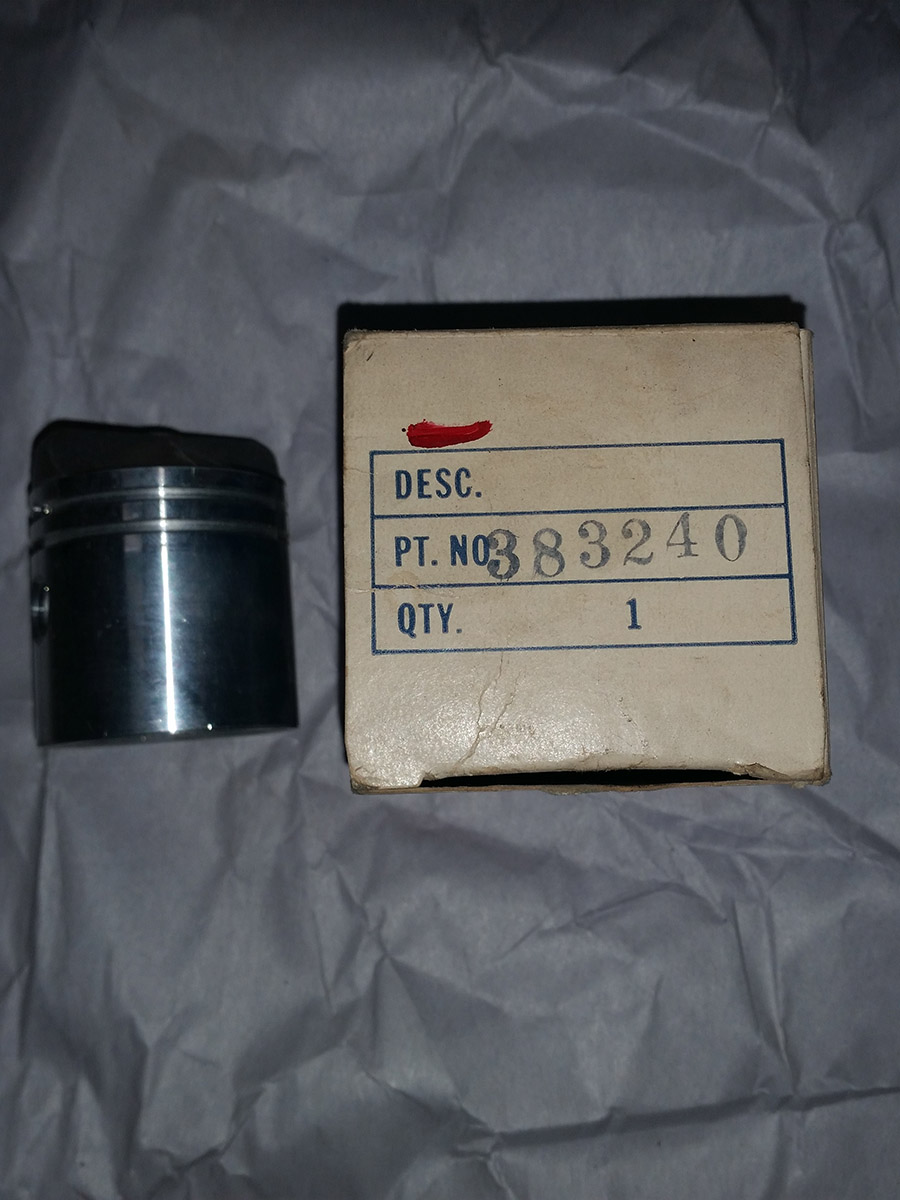 DESC.
PT. NO. 383240
QTY. 1